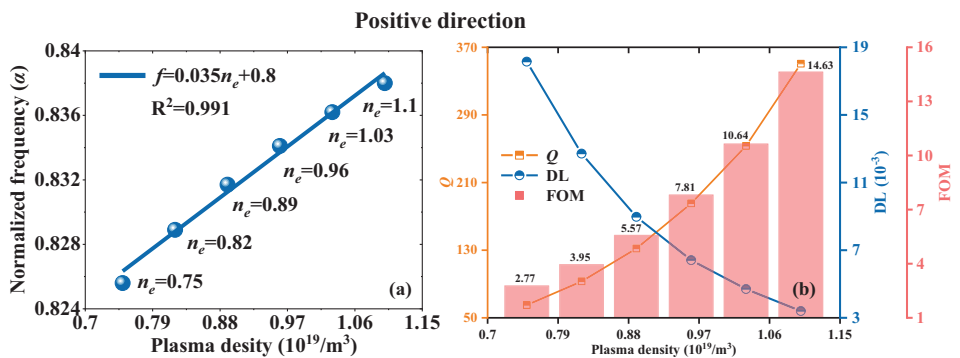 Positive direction
Normalized frequency (α)
0.84
0.836
0.832
0.828
0.824
f=0.035nₑ+0.8
R²=0.991
nₑ=1.1
nₑ=1.03
nₑ=0.96
nₑ=0.89
nₑ=0.82
nₑ=0.75
(a)
0.7 0.79 0.88 0.97 1.06 1.15
Plasma desity (10¹⁹/m³)
Q
370
290
210
130
50
Q
DL
FOM
2.77
3.95
5.57
7.81
10.64
14.63
(b)
0.7 0.79 0.88 0.97 1.06 1.15
Plasma density (10¹⁹/m³)
19
15
11
7
3
DL (10⁻³)
16
13
10
7
4
1
FOM